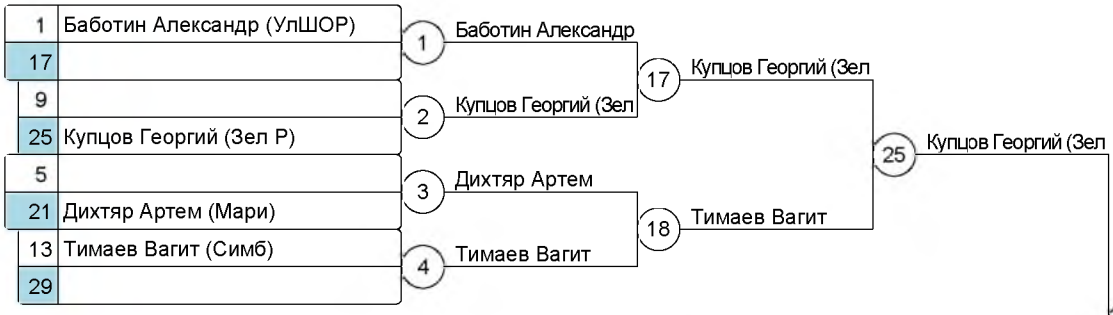 1 Баботин Александр (УлШОР)
17
9
25 Купцов Георгий (Зел Р)
5
21 Дихтяр Артем (Мари)
13 Тимаев Вагит (Симб)
29
1 Баботин Александр
2 Купцов Георгий (Зел
3 Дихтяр Артем
4 Тимаев Вагит
17 Купцов Георгий (Зел
18 Тимаев Вагит
25 Купцов Георгий (Зел